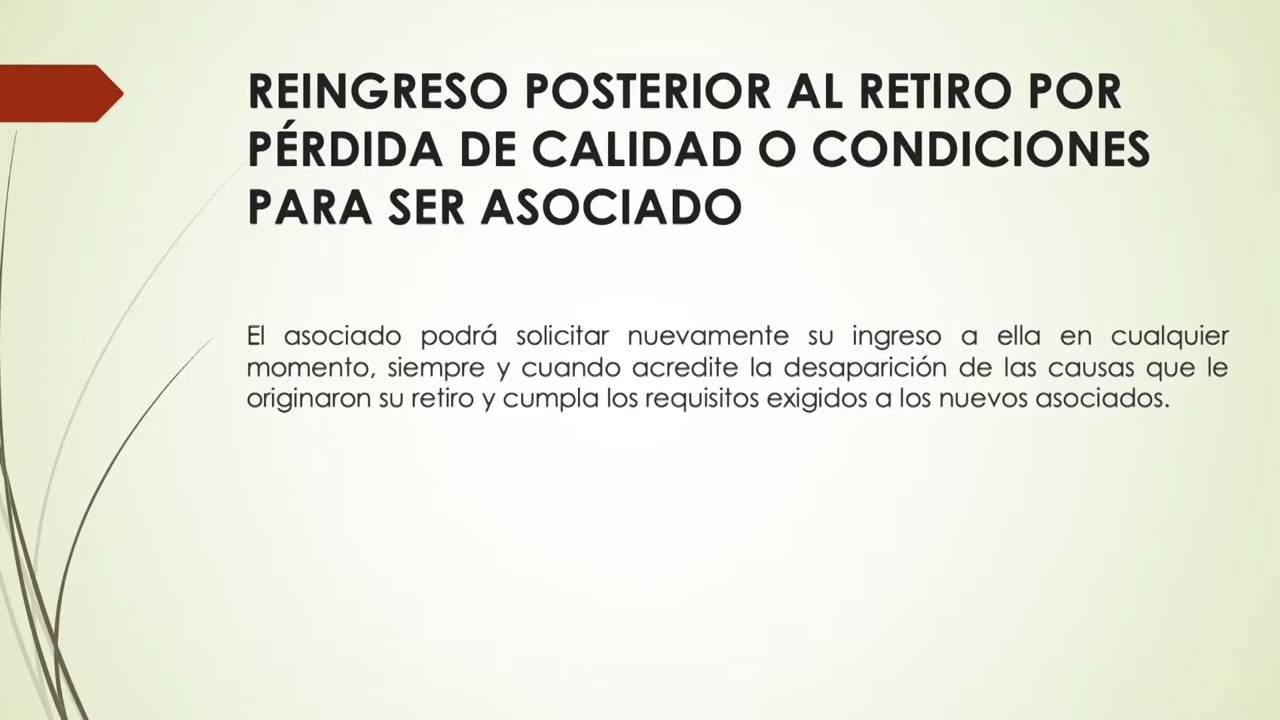 REINGRESO POSTERIOR AL RETIRO POR
PÉRDIDA DE CALIDAD O CONDICIONES
PARA SER ASOCIADO
El asociado podrá solicitar nuevamente su ingreso a ella en cualquier
momento, siempre y cuando acredite la desaparición de las causas que le
originaron su retiro y cumpla los requisitos exigidos a los nuevos asociados.